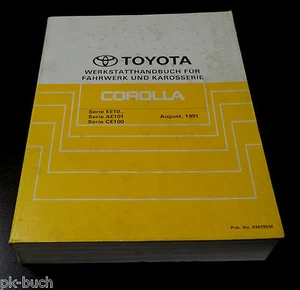 TOYOTA
WERKSTATTHANDBUCH FÜR
FAHRWERK UND KAROSSERIE
COROLLA
Serie EE10_
Serie AE101 August, 1991
Serie CE100
Pub. No. RM295M
pk-buch